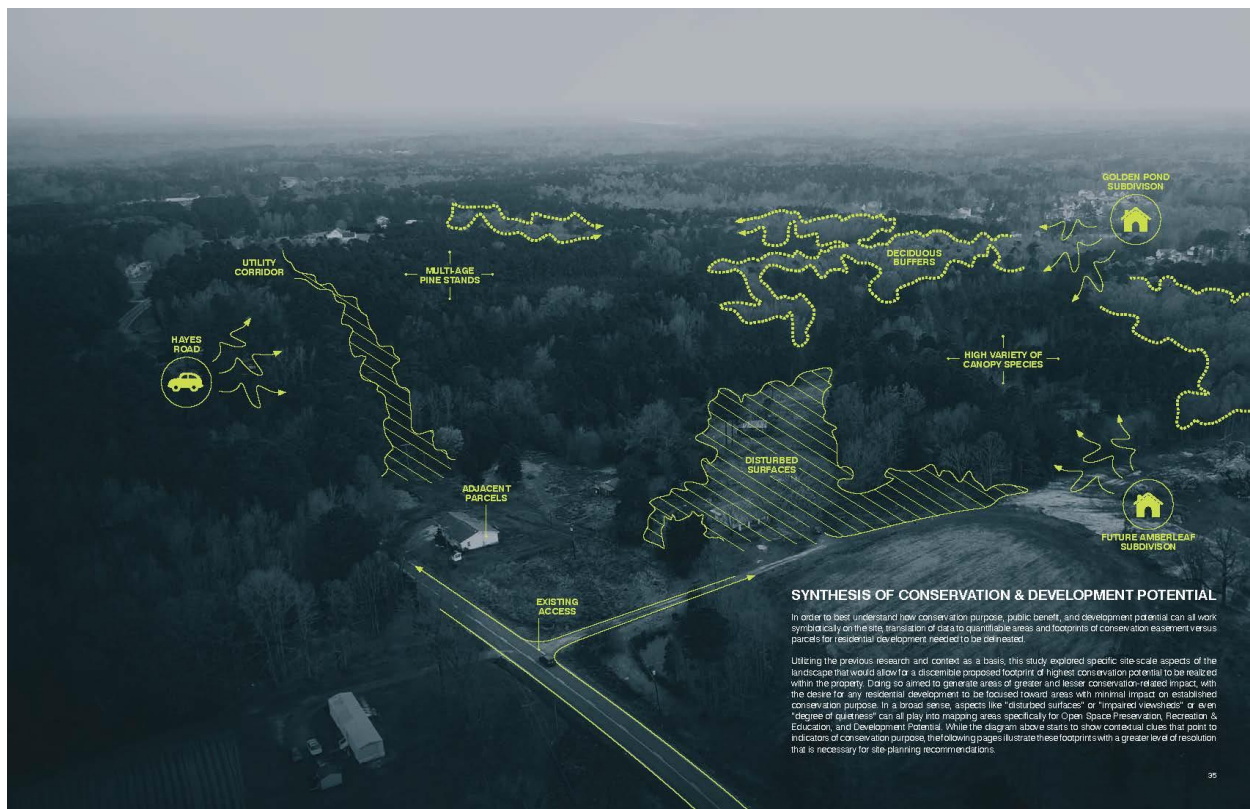 GOLDEN POND
SUBDIVISON
UTILITY
CORRIDOR
MULTI-AGE
PINE STANDS
DECIDUOUS
BUFFERS
HAYES
ROAD
HIGH VARIETY OF
CANOPY SPECIES
DISTURBED
SURFACES
ADJACENT
PARCELS
FUTURE AMBERLEAF
SUBDIVISON
EXISTING
ACCESS
SYNTHESIS OF CONSERVATION & DEVELOPMENT POTENTIAL
In order to best understand how conservation purpose, public benefit, and development potential can all work
symbiotically on the site, translation of data to quantifiable areas and footprints of conservation easement versus
parcels for residential development needed to be delineated.
Utilizing the previous research and context as a basis, this study explored specific site-scale aspects of the
landscape that would allow for a discernible proposed footprint of highest conservation potential to be realized
within the property. Doing so aimed to generate areas of greater and lesser conservation-related impact, with
the desire for any residential development to be focused toward areas with minimal impact on established
conservation purpose. In a broad sense, aspects like "disturbed surfaces" or "impaired viewsheds" or even
"degree of quietness" can all play into mapping areas specifically for Open Space Preservation, Recreation &
Education, and Development Potential. While the diagram above starts to show contextual clues that point to
indicators of conservation purpose, the following pages illustrate these footprints with a greater level of resolution
that is necessary for site-planning recommendations.
35